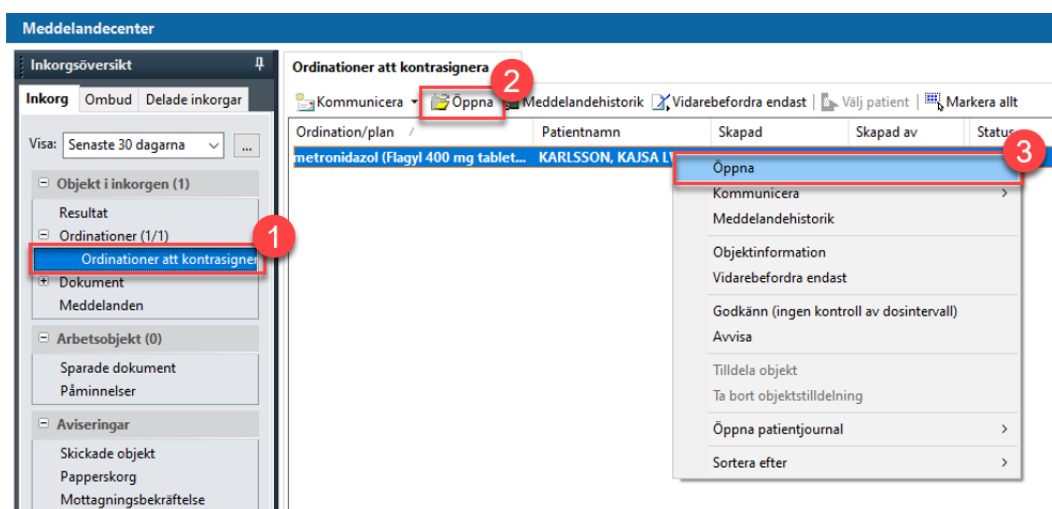 Meddelandecenter
Inkorgsöversikt
Inkorg Ombud Delade inkorgar
Visa: Senaste 30 dagarna ...
Objekt i inkorgen (1)
Resultat
Ordinationer (1/1)
Ordinationer att kontrasigner
1
Dokument
Meddelanden
Arbetsobjekt (0)
Sparade dokument
Påminnelser
Aviseringar
Skickade objekt
Papperskorg
Mottagningsbekräftelse
Ordinationer att kontrasignera
2
Kommunicera Öppna Meddelandehistorik Vidarebefordra endast Välj patient Markera allt
Ordination/plan Patientnamn Skapad Skapad av Status
metronidazol (Flagyl 400 mg tablet... KARLSSON, KAJSA
3
Öppna
Kommunicera
Meddelandehistorik
Objektinformation
Vidarebefordra endast
Godkänn (ingen kontroll av dosintervall)
Avvisa
Tilldela objekt
Ta bort objektstilldelning
Öppna patientjournal
Sortera efter